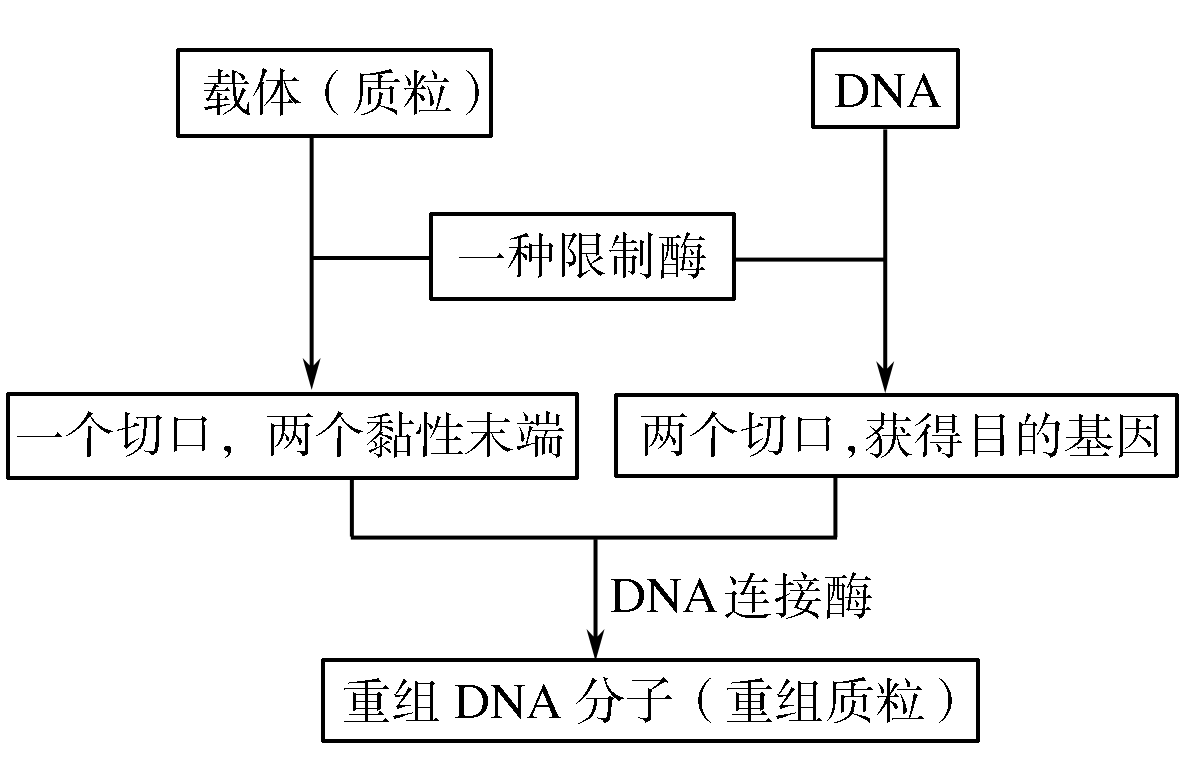 载体（质粒）
DNA
一种限制酶
一个切口，两个黏性末端
两个切口,获得目的基因
DNA连接酶
重组 DNA 分子（重组质粒）